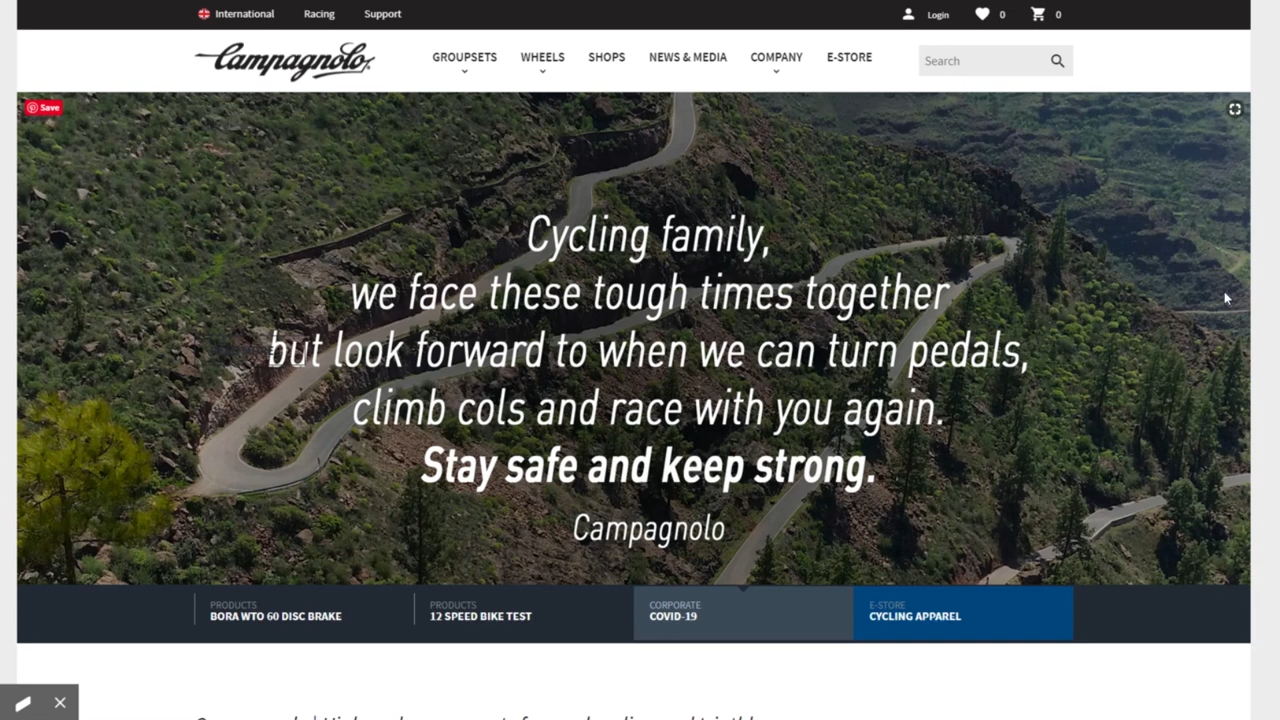 International Racing Support Login 0 0
Campagnolo
GROUPSETS WHEELS SHOPS NEWS & MEDIA COMPANY E-STORE Search
Save
Cycling family,
we face these tough times together
but look forward to when we can turn pedals,
climb cols and race with you again.
Stay safe and keep strong.
Campagnolo
PRODUCTS
BORA WTO 60 DISC BRAKE
PRODUCTS
12 SPEED BIKE TEST
CORPORATE
COVID-19
E-STORE
CYCLING APPAREL